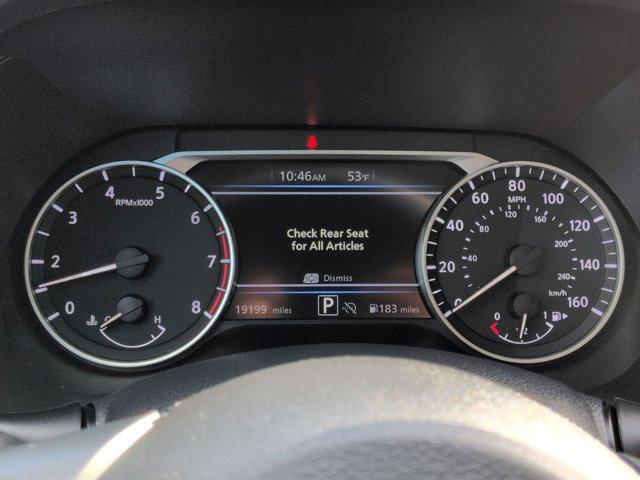 10:46AM 53°F
Check Rear Seat
for All Articles
Dismiss
19199 miles P 183 miles
0 2 3 4 5 6 7 8
RPMx1000
C H
0 20 40 60 80 100 120 140 160
MPH
40 80 120 160 200 240
km/h
0 1/2 1